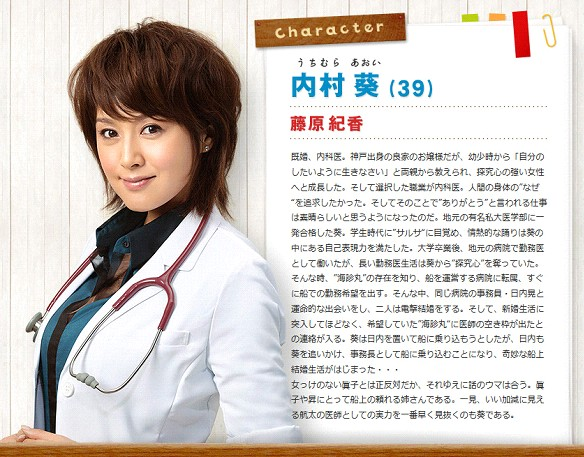 Character
うちむら あおい
内村 葵 (39)
藤原 紀香
既婚、内科医。神戸出身の良家のお嬢様だが、幼少時から「自分の
したいように生きなさい」と両親から教えられ、探究心の強い女性
へと成長した。そして選択した職業が内科医。人間の身体の“なぜ
”を追求したかった。そしてそのことで“ありがとう”と言われる仕事
は素晴らしいと思うようになったのだ。地元の有名私大医学部に一
発合格した葵。学生時代に“サルサ”に目覚め、情熱的な踊りは葵の
中にある自己表現力を満たした。大学卒業後、地元の病院で勤務医
として働いたが、長い勤務医生活は葵から“探究心”を奪っていた。
そんな時、“海診丸”の存在を知り、船を運営する病院に転属、すぐ
に船での勤務希望を出す。そんな中、同じ病院の事務員・日内晃と
運命的な出会いをし、二人は電撃結婚をする。そして、新婚生活に
突入してほどなく、希望していた“海診丸”に医師の空き枠が出たと
の連絡が入る。葵は日内を置いて船に乗り込もうとしたが、日内も
葵を追いかけ、事務長として船に乗り込むことになり、奇妙な船上
結婚生活がはじまった・・・
女っけのない眞子とは正反対だか、それゆえに話のウマは合う。眞
子や昇にとって船上の頼れる姉さんである。一見、いい加減に見え
る航太の医師としての実力を一番早く見抜くのも葵である。